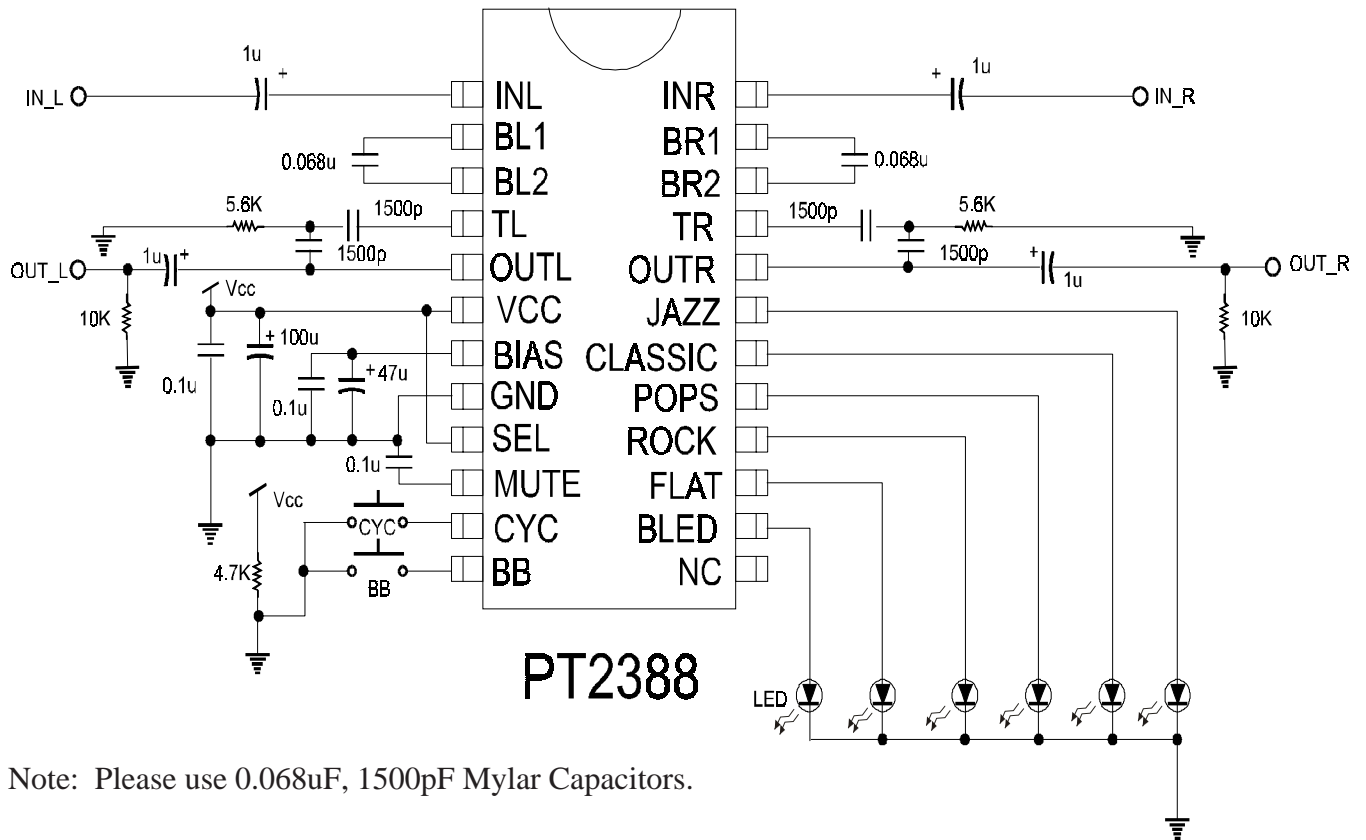 1u
1u
IN_L
INL
INR
IN_R
BL1
BR1
0.068u
0.068u
BL2
BR2
5.6K
1500p
1500p
5.6K
TL
TR
1u
1500p
1500p
OUT_L
OUTL
OUTR
1u
OUT_R
Vcc
10K
VCC
JAZZ
10K
100u
BIAS
CLASSIC
0.1u
47u
0.1u
GND
POPS
SEL
ROCK
0.1u
MUTE
FLAT
Vcc
CYC
CYC
BLED
4.7K
BB
BB
NC
PT2388
LED
Note: Please use 0.068uF, 1500pF Mylar Capacitors.